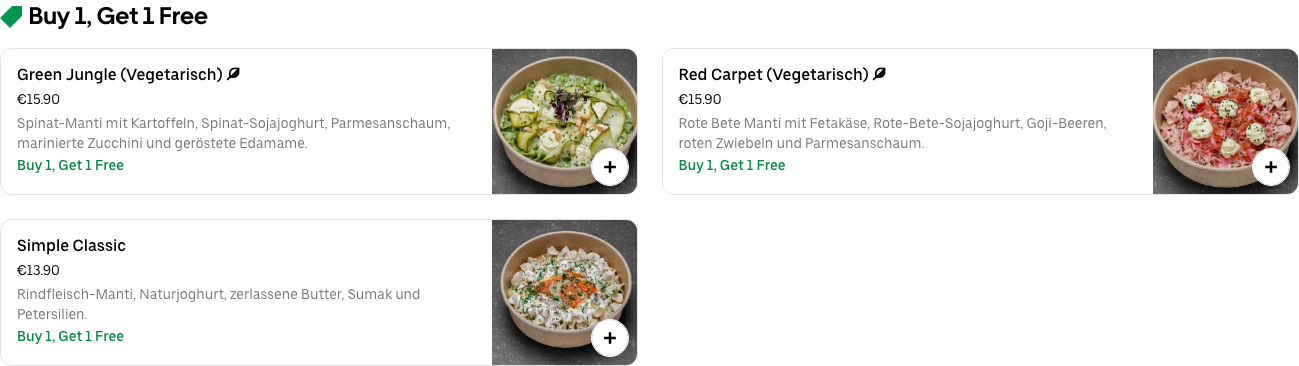 Buy 1, Get 1 Free
Green Jungle (Vegetarisch)
€15.90
Spinat-Manti mit Kartoffeln, Spinat-Sojajoghurt, Parmesanschaum,
marinierte Zucchini und geröstete Edamame.
Buy 1, Get 1 Free
Red Carpet (Vegetarisch)
€15.90
Rote Bete Manti mit Fetakäse, Rote-Bete-Sojajoghurt, Goji-Beeren,
roten Zwiebeln und Parmesanschaum.
Buy 1, Get 1 Free
Simple Classic
€13.90
Rindfleisch-Manti, Naturjoghurt, zerlassene Butter, Sumak und
Petersilien.
Buy 1, Get 1 Free